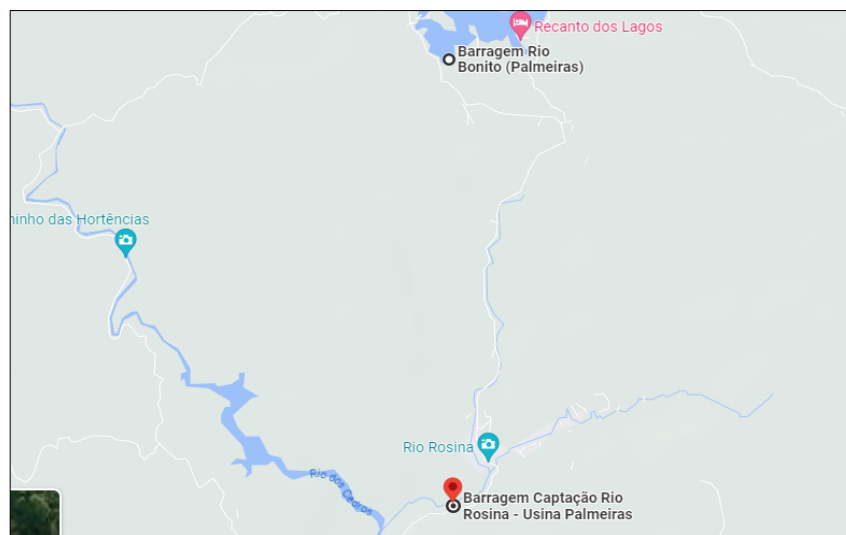 Recanto dos Lagos
Barragem Rio
Bonito (Palmeiras)
ninho das Hortências
Rio Rosina
Rio dos Cedros
Barragem Captação Rio
Rosina - Usina Palmeiras